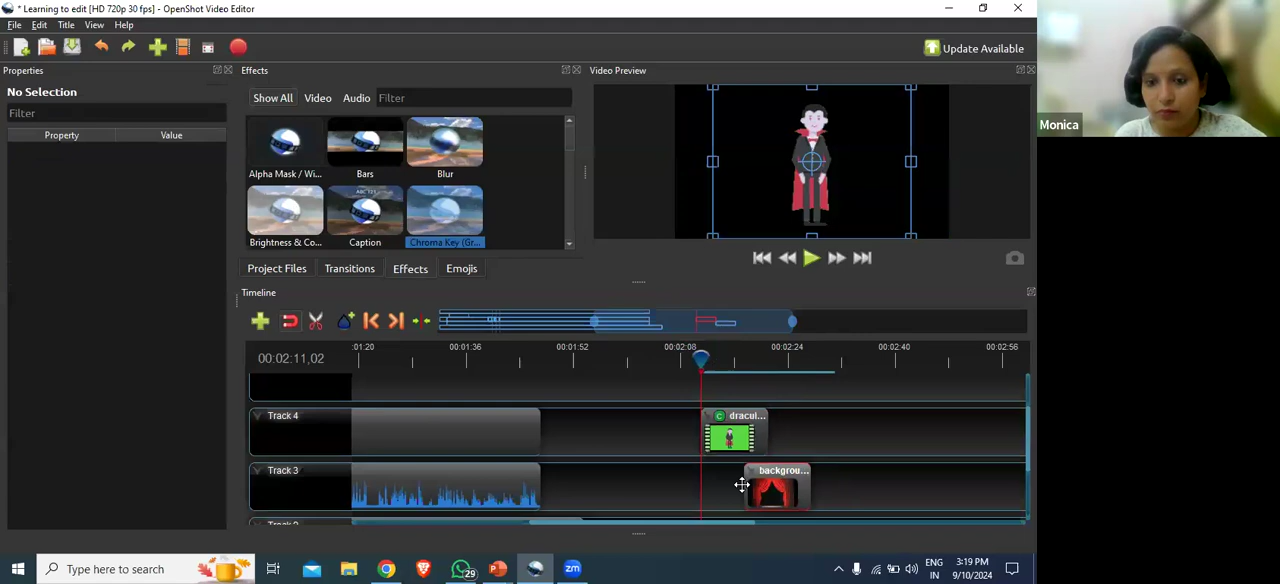 * Learning to edit [HD 720p 30 fps] - OpenShot Video Editor
File Edit Title View Help
Update Available
Properties
Effects
Video Preview
No Selection
Filter
Property Value
Show All Video Audio Filter
Alpha Mask / Wi... Bars Blur
Brightness & Co... Caption Chroma Key (Gr...
ABC 123
Project Files Transitions Effects Emojis
Timeline
00:02:11,02
:01:20 00:01:36 00:01:52 00:02:08 00:02:24 00:02:40 00:02:56
Track 4
C dracul...
Track 3
backgrou...
Monica
Type here to search
29
zm
ENG
IN
3:19 PM
9/10/2024